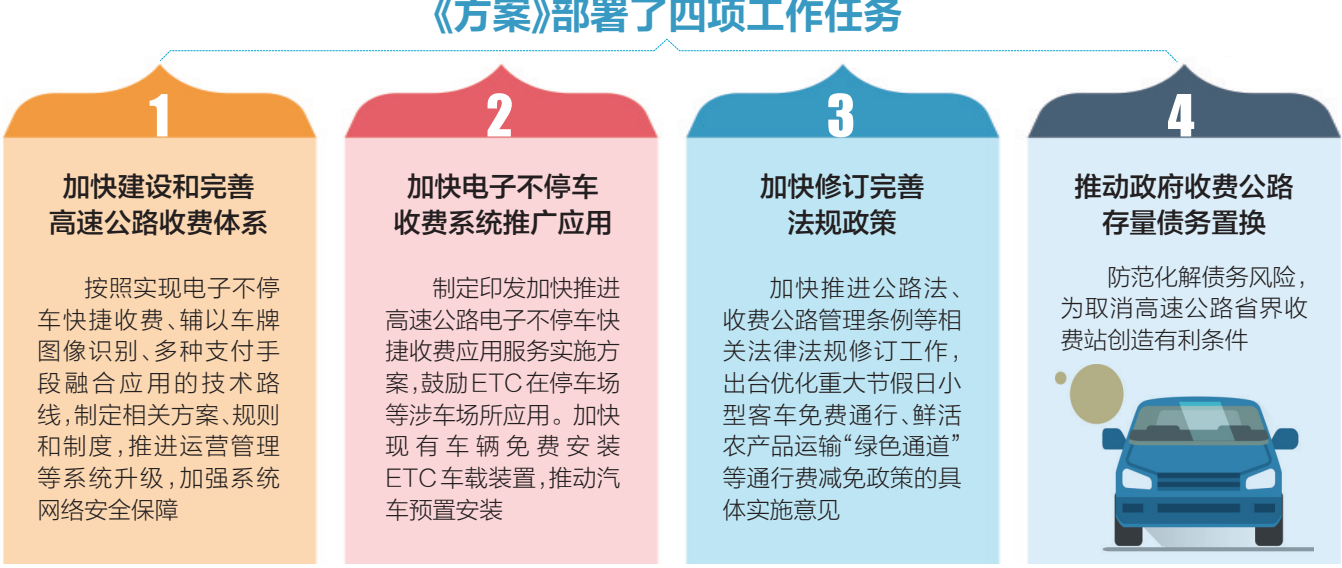 《方案》部署了四项工作任务
1
加快建设和完善
高速公路收费体系
按照实现电子不停
车快捷收费、辅以车牌
图像识别、多种支付手
段融合应用的技术路
线,制定相关方案、规则
和制度,推进运营管理
等系统升级,加强系统
网络安全保障
2
加快电子不停车
收费系统推广应用
制定印发加快推进
高速公路电子不停车快
捷收费应用服务实施方
案,鼓励ETC在停车场
等涉车场所应用。加快
现有车辆免费安装
ETC车载装置,推动汽
车预置安装
3
加快修订完善
法规政策
加快推进公路法、
收费公路管理条例等相
关法律法规修订工作,
出台优化重大节假日小
型客车免费通行、鲜活
农产品运输“绿色通道”
等通行费减免政策的具
体实施意见
4
推动政府收费公路
存量债务置换
防范化解债务风险,
为取消高速公路省界收
费站创造有利条件